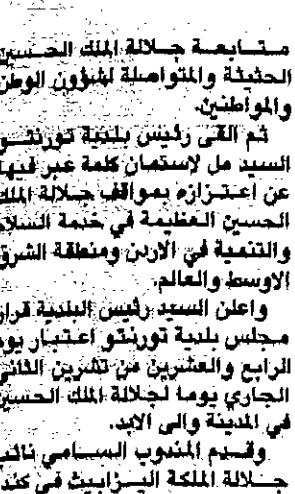 متابعة جلالة الملك الحسين
الحثيثة والمتواصلة لشؤون الوطن
والمواطنين.
ثم القى رئيس بلدية تورنتو
السيد مل لاستمان كلمة عبر فيها
عن اعتزازه بمواقف جلالة الملك
الحسين العظيمة في خدمة السلام
والتنمية في الاردن ومنطقة الشرق
الاوسط والعالم.
واعلن السيد رئيس البلدية قرار
مجلس بلدية تورنتو اعتبار يوم
الرابع والعشرين من تشرين الثاني
الجاري يوما لجلالة الملك الحسين
في المدينة والى الابد.
وقدم المندوب السامي نائب
جلالة الملكة اليزابيث في كندا